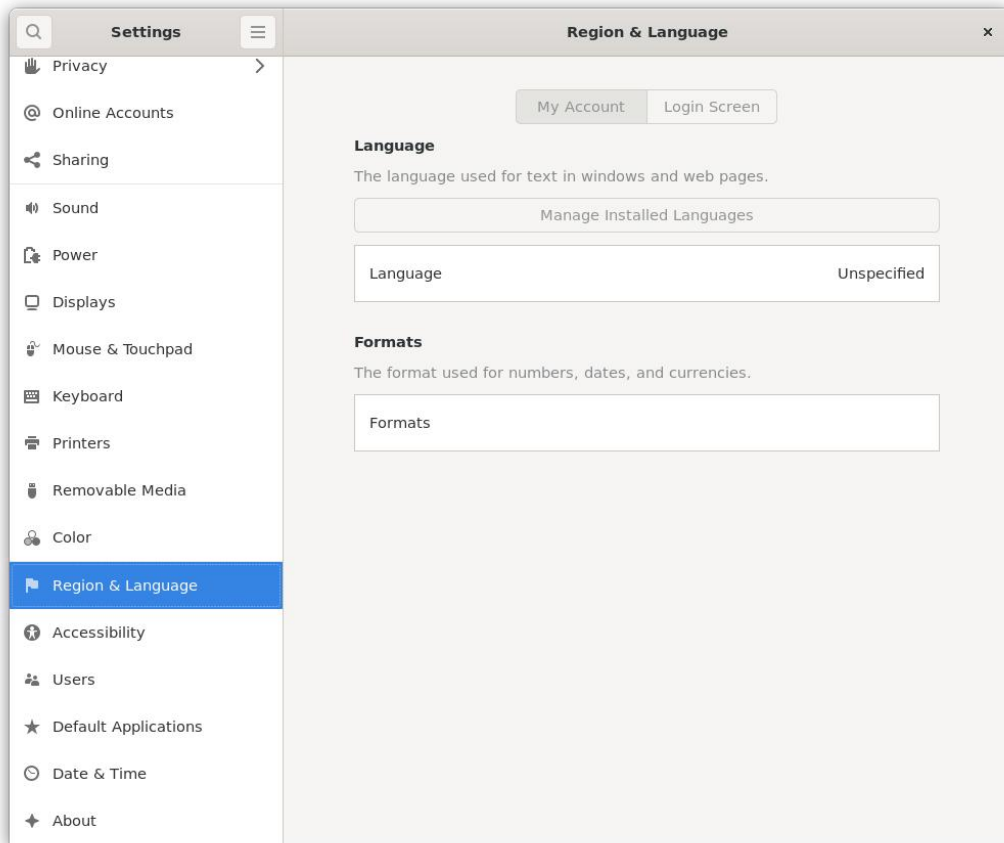 Settings
Region & Language
Privacy
Online Accounts
Sharing
Sound
Power
Displays
Mouse & Touchpad
Keyboard
Printers
Removable Media
Color
Region & Language
Accessibility
Users
Default Applications
Date & Time
About
My Account
Login Screen
Language
The language used for text in windows and web pages.
Manage Installed Languages
Language Unspecified
Formats
The format used for numbers, dates, and currencies.
Formats